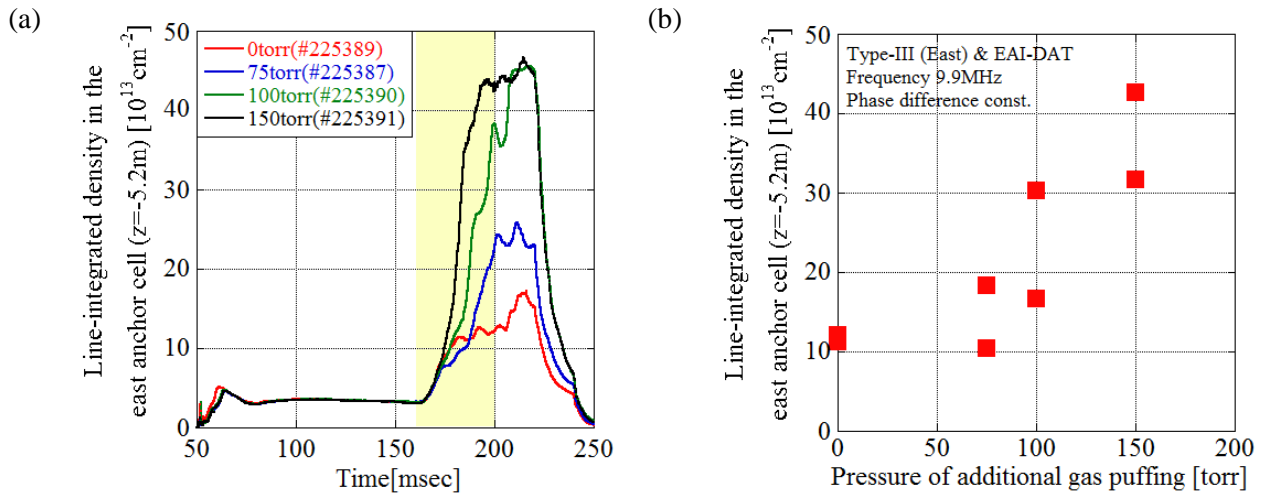 (a)
Line-integrated density in the
east anchor cell (z=-5.2m) [10¹³cm⁻²]
50
40
30
20
10
0
0torr(#225389)
75torr(#225387)
100torr(#225390)
150torr(#225391)
50
100
150
200
250
Time[msec]
(b)
Line-integrated density in the
east anchor cell (z=-5.2m) [10¹³cm⁻²]
50
40
30
20
10
0
Type-III (East) & EAI-DAT
Frequency 9.9MHz
Phase difference const.
0
50
100
150
200
Pressure of additional gas puffing [torr]